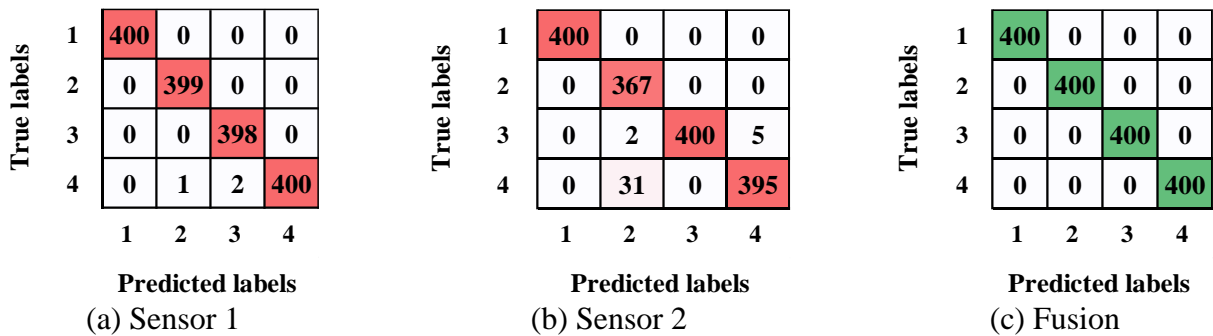 True labels
1 400 0 0 0
2 0 399 0 0
3 0 0 398 0
4 0 1 2 400
1 2 3 4
Predicted labels
(a) Sensor 1
True labels
1 400 0 0 0
2 0 367 0 0
3 0 2 400 5
4 0 31 0 395
1 2 3 4
Predicted labels
(b) Sensor 2
True labels
1 400 0 0 0
2 0 400 0 0
3 0 0 400 0
4 0 0 0 400
1 2 3 4
Predicted labels
(c) Fusion